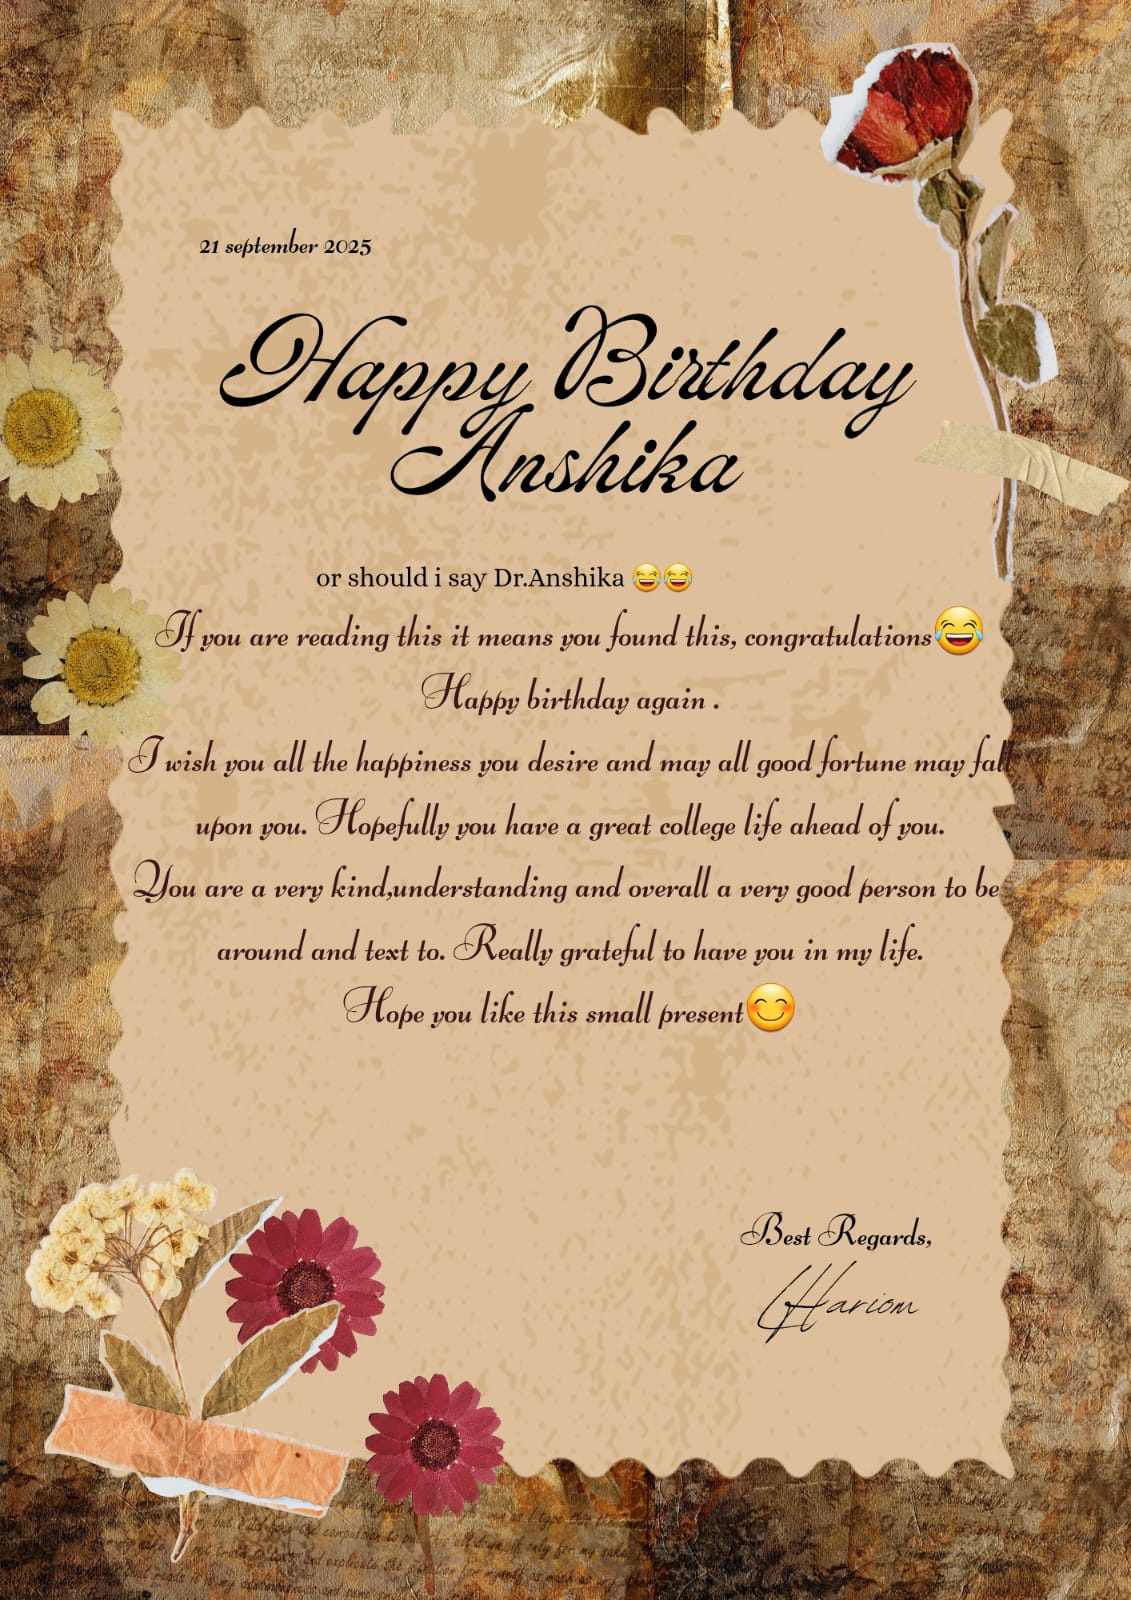 21 september 2025
Happy Birthday
Anshika
or should i say Dr.Anshika 😂😂
If you are reading this it means you found this, congratulations😂
Happy birthday again .
I wish you all the happiness you desire and may all good fortune may fall
upon you. Hopefully you have a great college life ahead of you.
You are a very kind,understanding and overall a very good person to be
around and text to. Really grateful to have you in my life.
Hope you like this small present😊
Best Regards,
Hariom